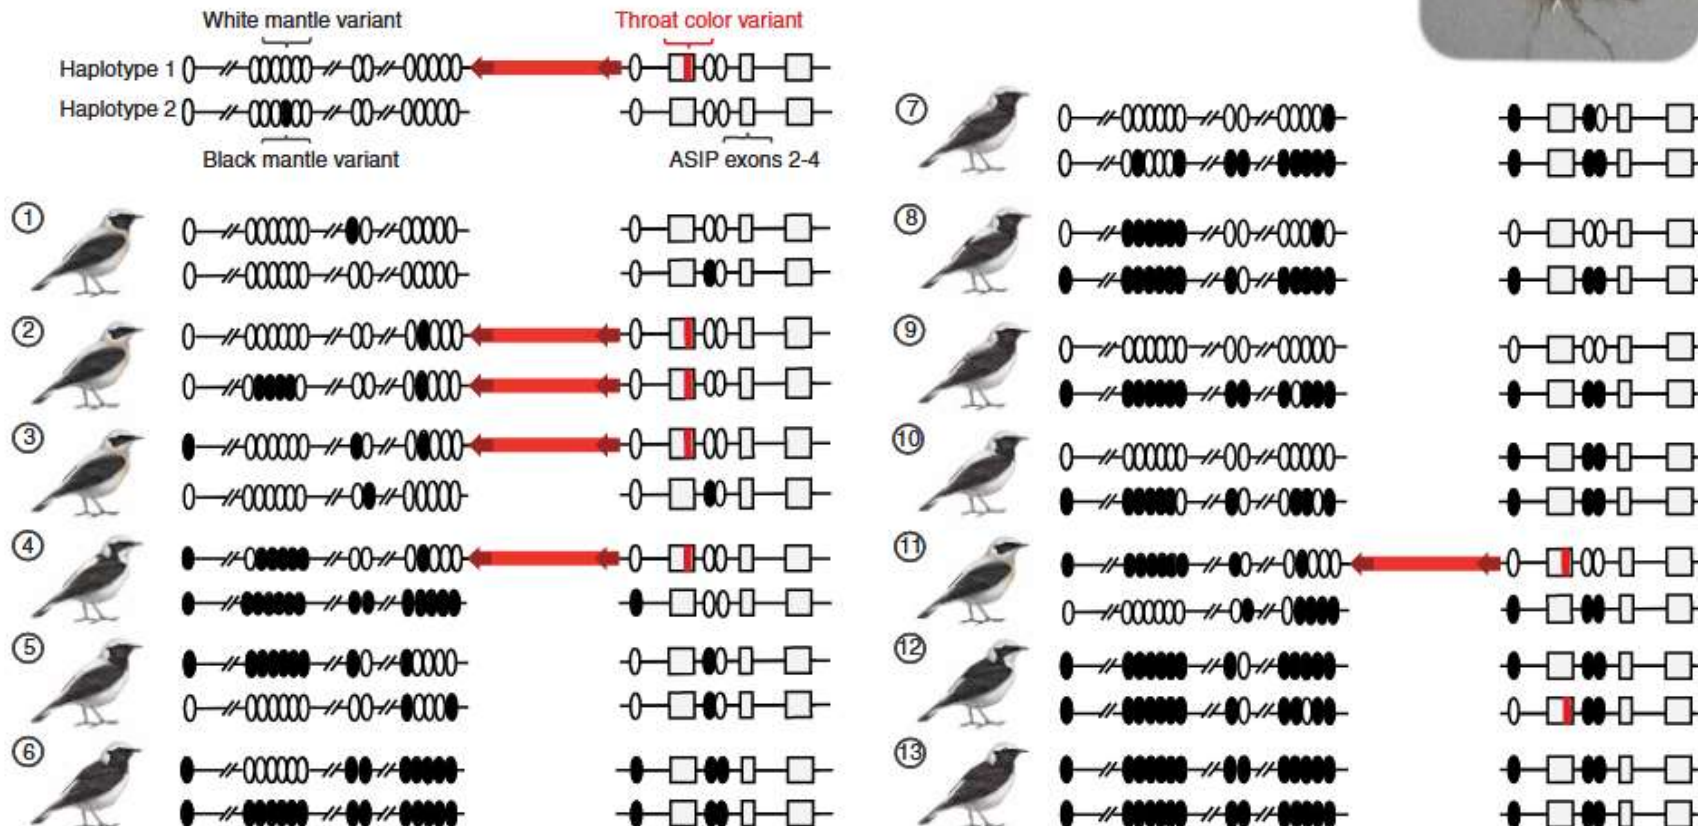 White mantle variant
Throat color variant
Haplotype 1
Haplotype 2
Black mantle variant
ASIP exons 2-4
1
2
3
4
5
6
7
8
9
10
11
12
13